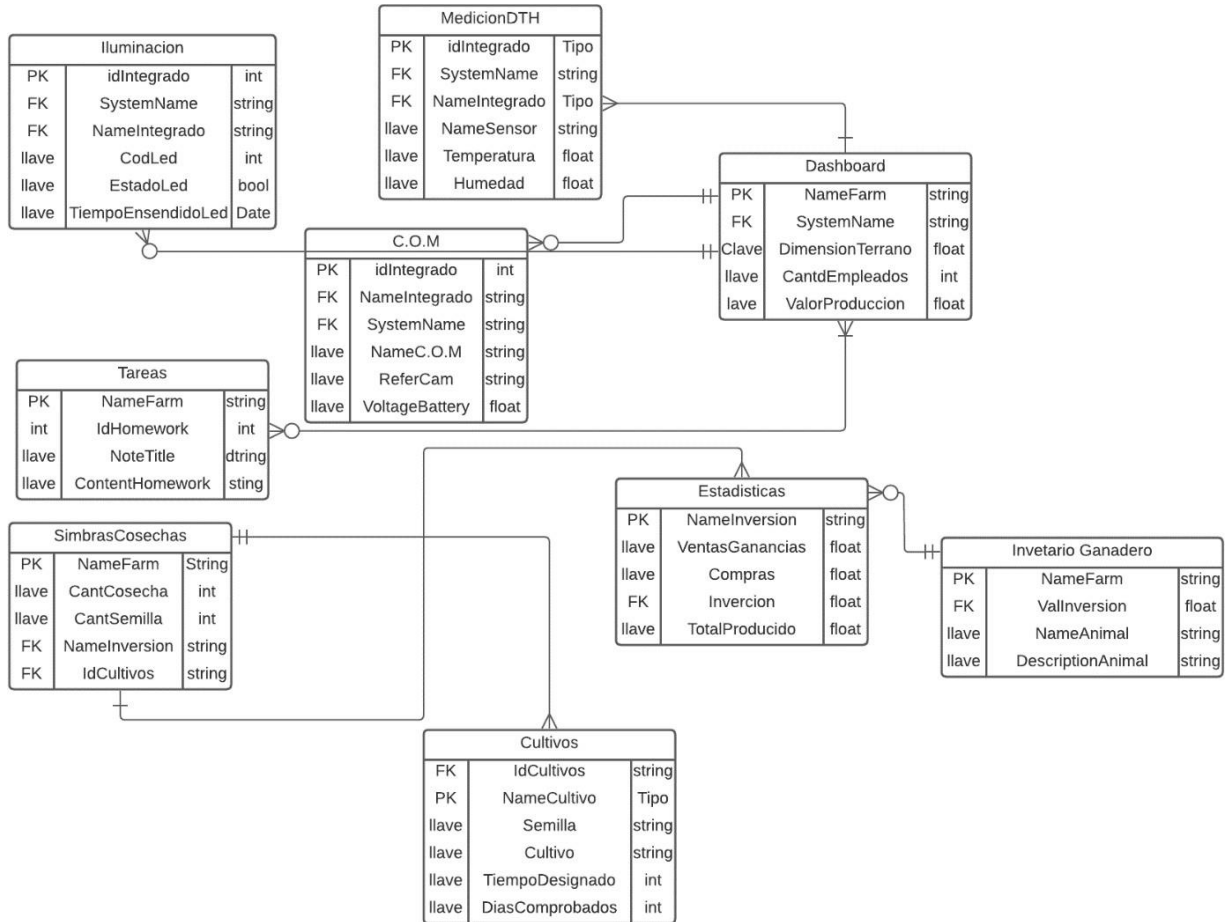 MedicionDTH
PK idIntegrado Tipo
FK SystemName string
FK NameIntegrado Tipo
llave NameSensor string
llave Temperatura float
llave Humedad float
Iluminacion
PK idIntegrado int
FK SystemName string
FK NameIntegrado string
llave CodLed int
llave EstadoLed bool
llave TiempoEnsendidoLed Date
Dashboard
PK NameFarm string
FK SystemName string
Clave DimensionTerrano float
llave CantdEmpleados int
lave ValorProduccion float
C.O.M
PK idIntegrado int
FK NameIntegrado string
FK SystemName string
llave NameC.O.M string
llave ReferCam string
llave VoltageBattery float
Tareas
PK NameFarm string
int IdHomework int
llave NoteTitle dtring
llave ContentHomework sting
Estadisticas
PK NameInversion string
llave VentasGanancias float
llave Compras float
FK Invercion float
llave TotalProducido float
SimbrasCosechas
PK NameFarm String
llave CantCosecha int
llave CantSemilla int
FK NameInversion string
FK IdCultivos string
Invetario Ganadero
PK NameFarm string
FK ValInversion float
llave NameAnimal string
llave DescriptionAnimal string
Cultivos
FK IdCultivos string
PK NameCultivo Tipo
llave Semilla string
llave Cultivo string
llave TiempoDesignado int
llave DiasComprobados int